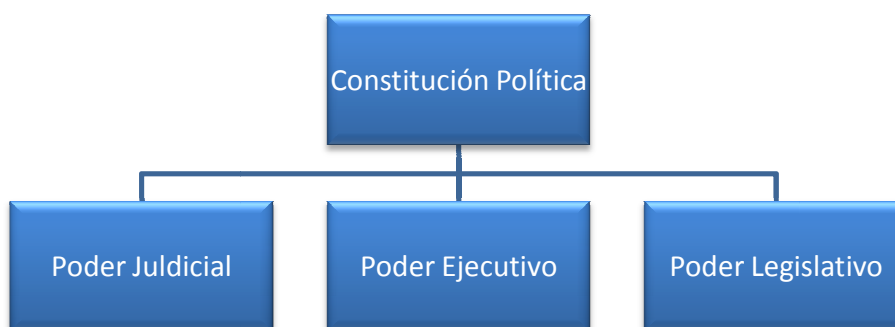 Constitución Política
Poder Juldicial
Poder Ejecutivo
Poder Legislativo